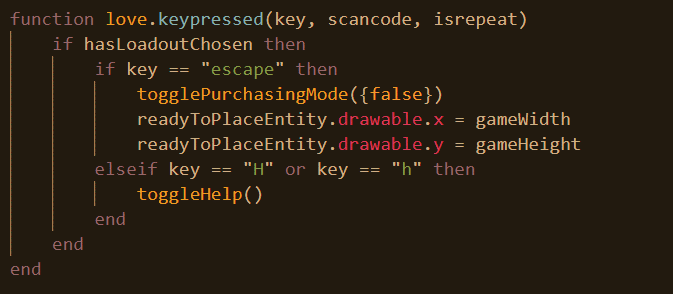 function love.keypressed(key, scancode, isrepeat)
    if hasLoadoutChosen then
        if key == "escape" then
            togglePurchasingMode({false})
            readyToPlaceEntity.drawable.x = gameWidth
            readyToPlaceEntity.drawable.y = gameHeight
        elseif key == "H" or key == "h" then
            toggleHelp()
        end
    end
end